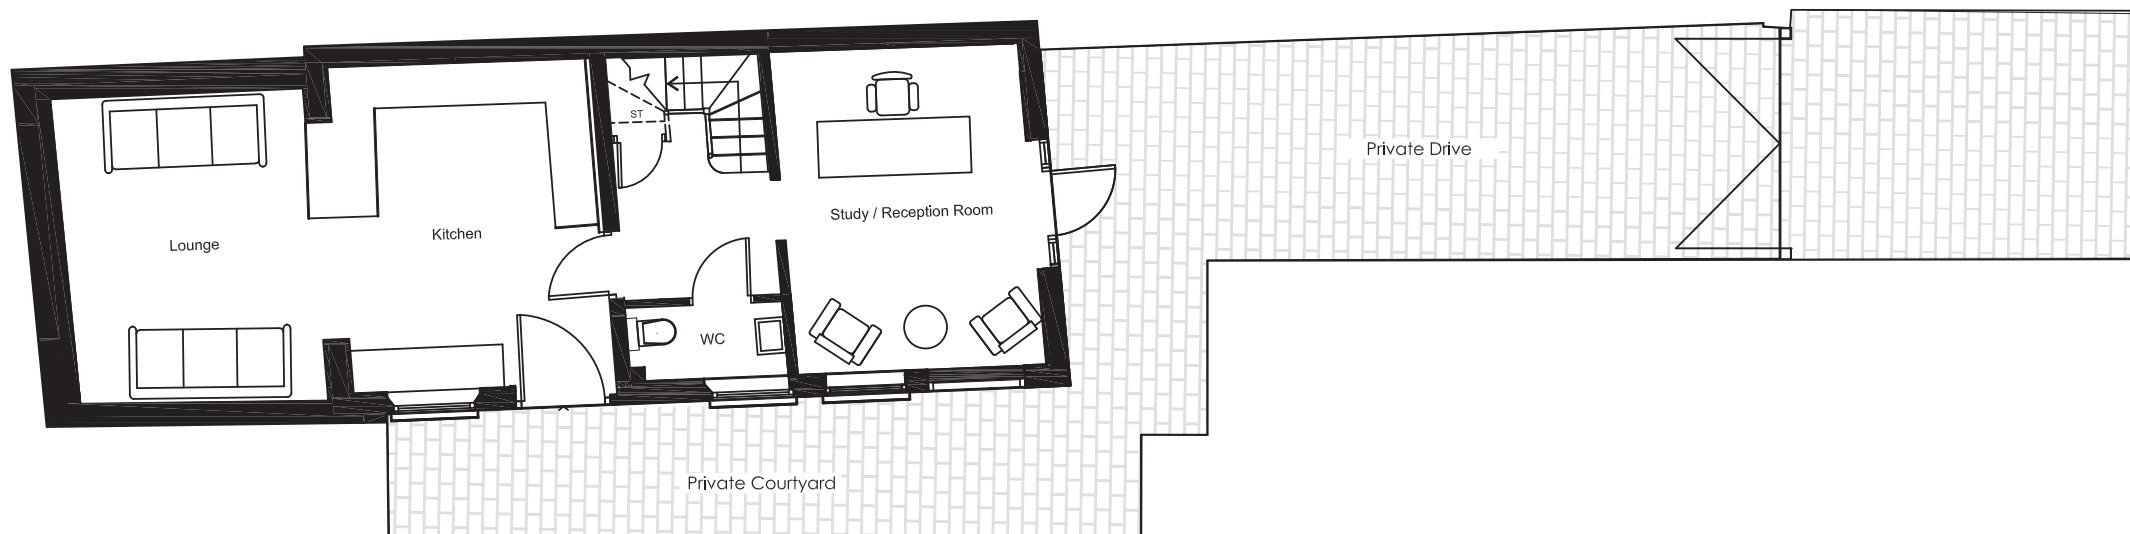 ST
Private Drive
Study / Reception Room
Kitchen
Lounge
WC
Private Courtyard